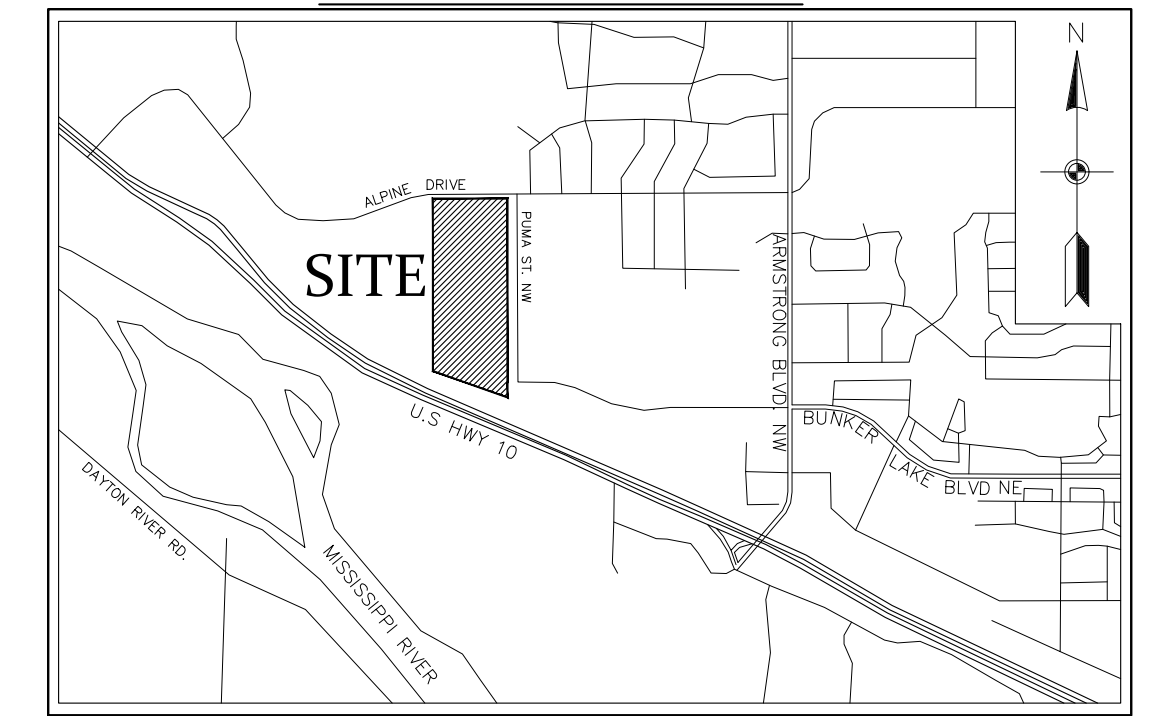 N
ALPINE DRIVE
PUMA ST. NW
SITE
ARMSTRONG BLVD. NW
U.S HWY 10
BUNKER LAKE BLVD NE
DAYTON RIVER RD.
MISSISSIPPI RIVER